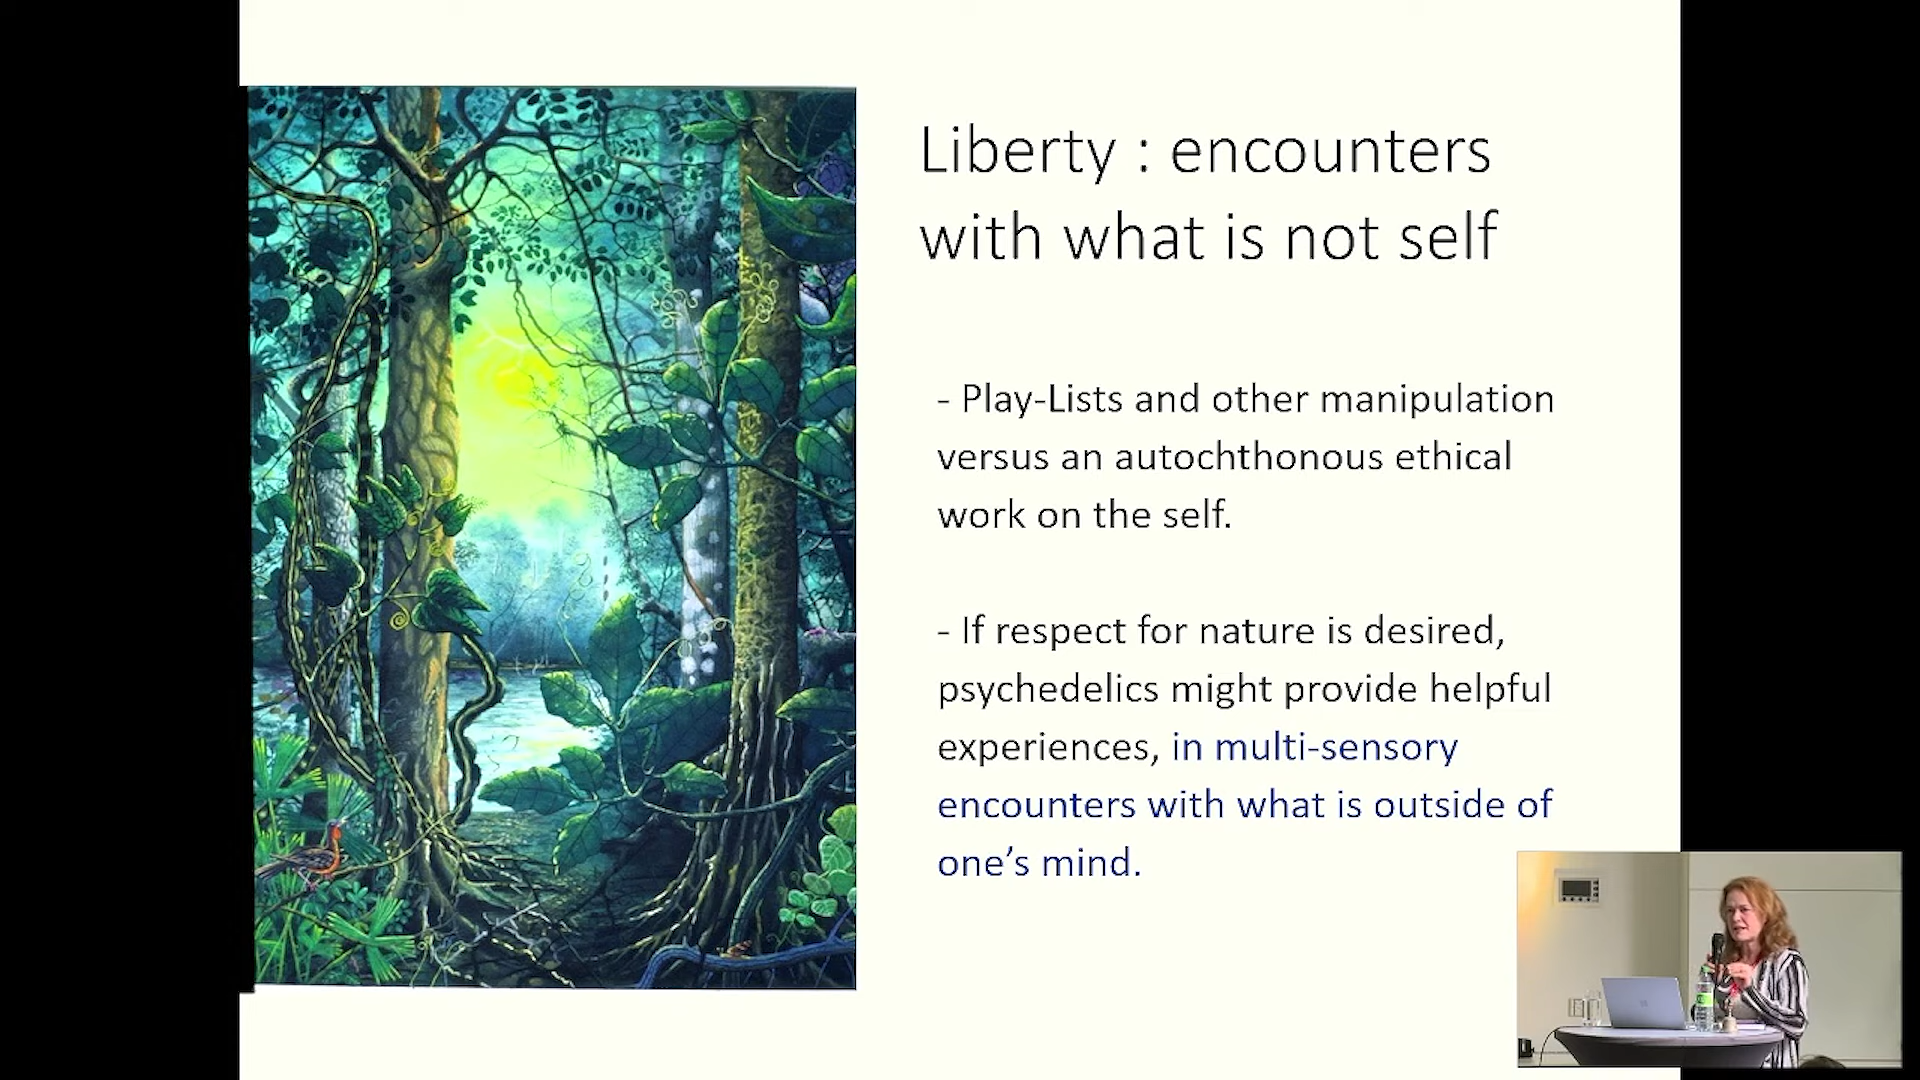 Liberty : encounters
with what is not self
- Play-Lists and other manipulation
versus an autochthonous ethical
work on the self.
- If respect for nature is desired,
psychedelics might provide helpful
experiences, in multi-sensory
encounters with what is outside of
one’s mind.